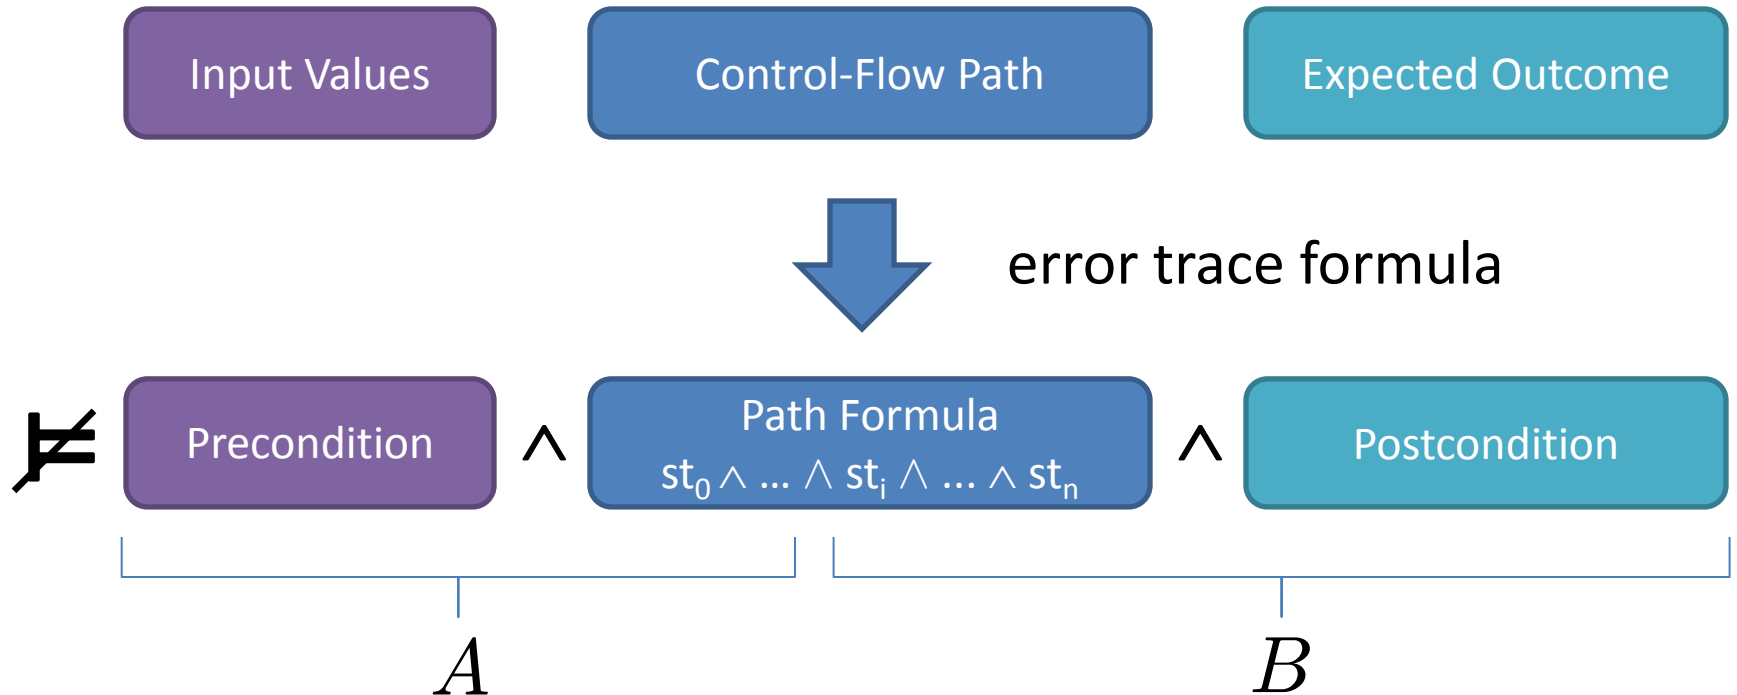 Input Values
Control-Flow Path
Expected Outcome
error trace formula
⊭ Precondition ∧ Path Formula ∧ Postcondition
st₀ ∧ ... ∧ stᵢ ∧ ... ∧ stₙ
A
B